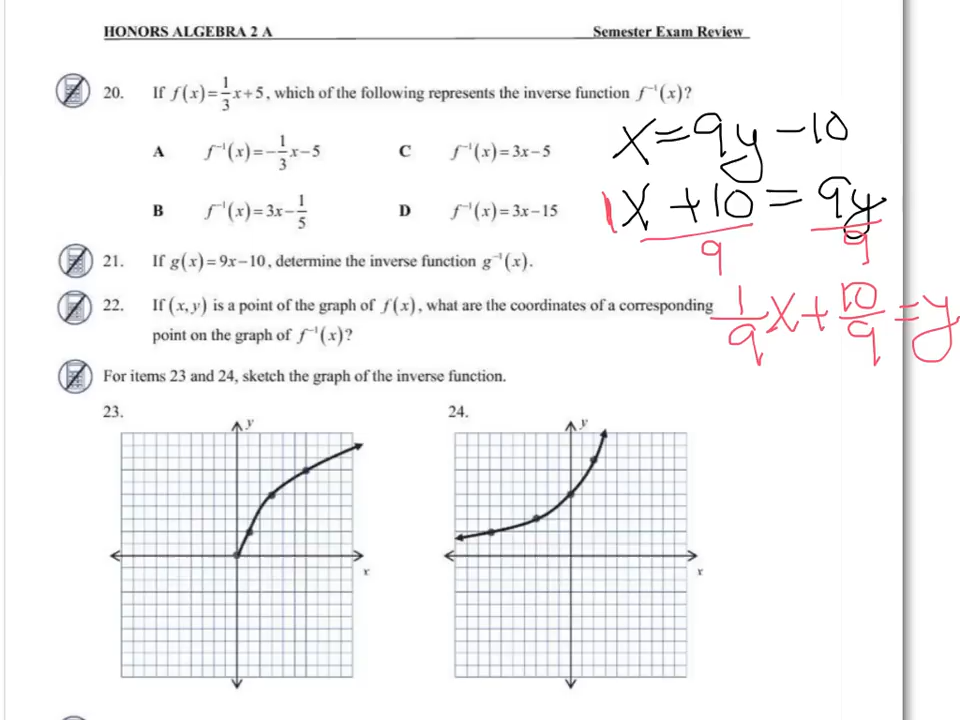 HONORS ALGEBRA 2 A Semester Exam Review
20. If f(x)=1/3x+5, which of the following represents the inverse function f⁻¹(x)?
A f⁻¹(x)=−1/3x−5 C f⁻¹(x)=3x−5
B f⁻¹(x)=3x−1/5 D f⁻¹(x)=3x−15
21. If g(x)=9x−10, determine the inverse function g⁻¹(x).
22. If (x,y) is a point of the graph of f(x), what are the coordinates of a corresponding
point on the graph of f⁻¹(x)?
For items 23 and 24, sketch the graph of the inverse function.
23. 24.
y y
x x
x=9y−10
1x+10=9y
9 9
1/9x+10/9=y